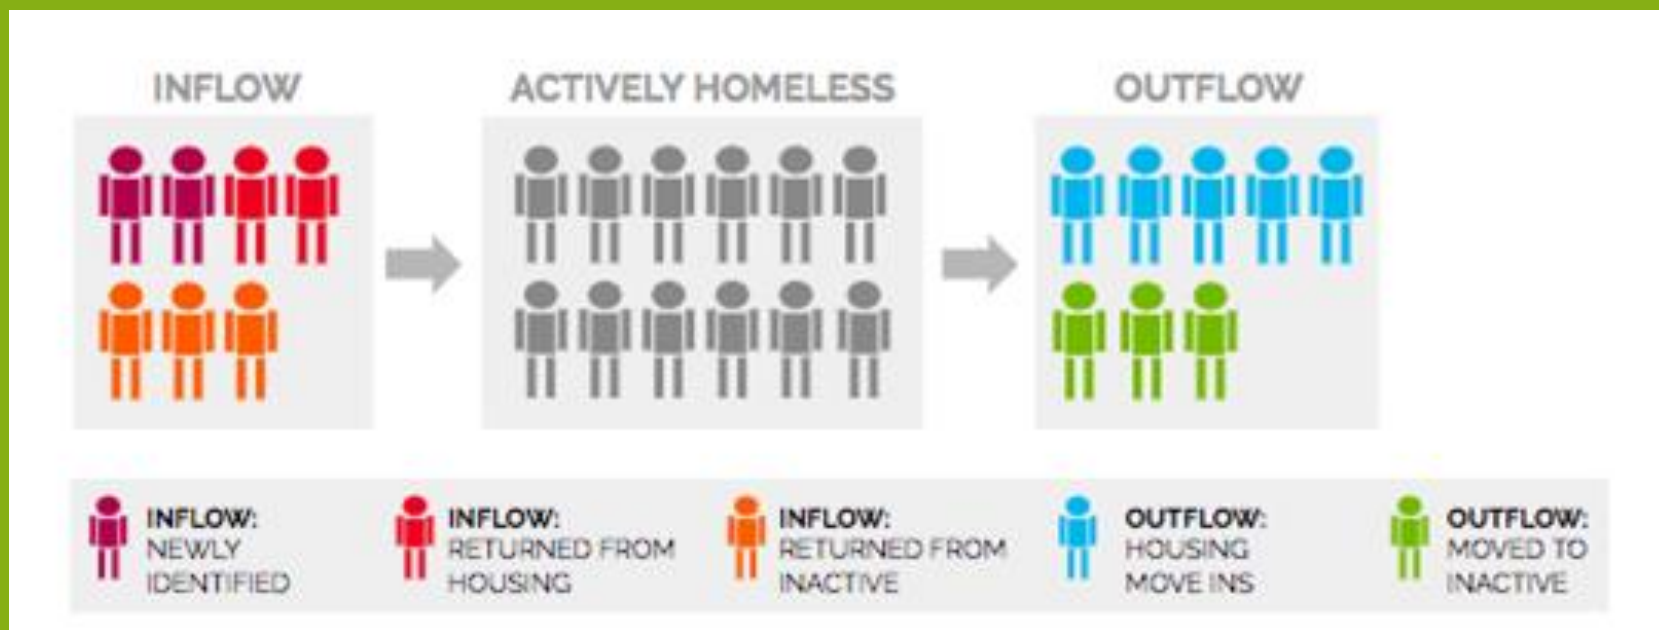 INFLOW
ACTIVELY HOMELESS
OUTFLOW
INFLOW:
NEWLY
IDENTIFIED
INFLOW:
RETURNED FROM
HOUSING
INFLOW:
RETURNED FROM
INACTIVE
OUTFLOW:
HOUSING
MOVE INS
OUTFLOW:
MOVED TO
INACTIVE